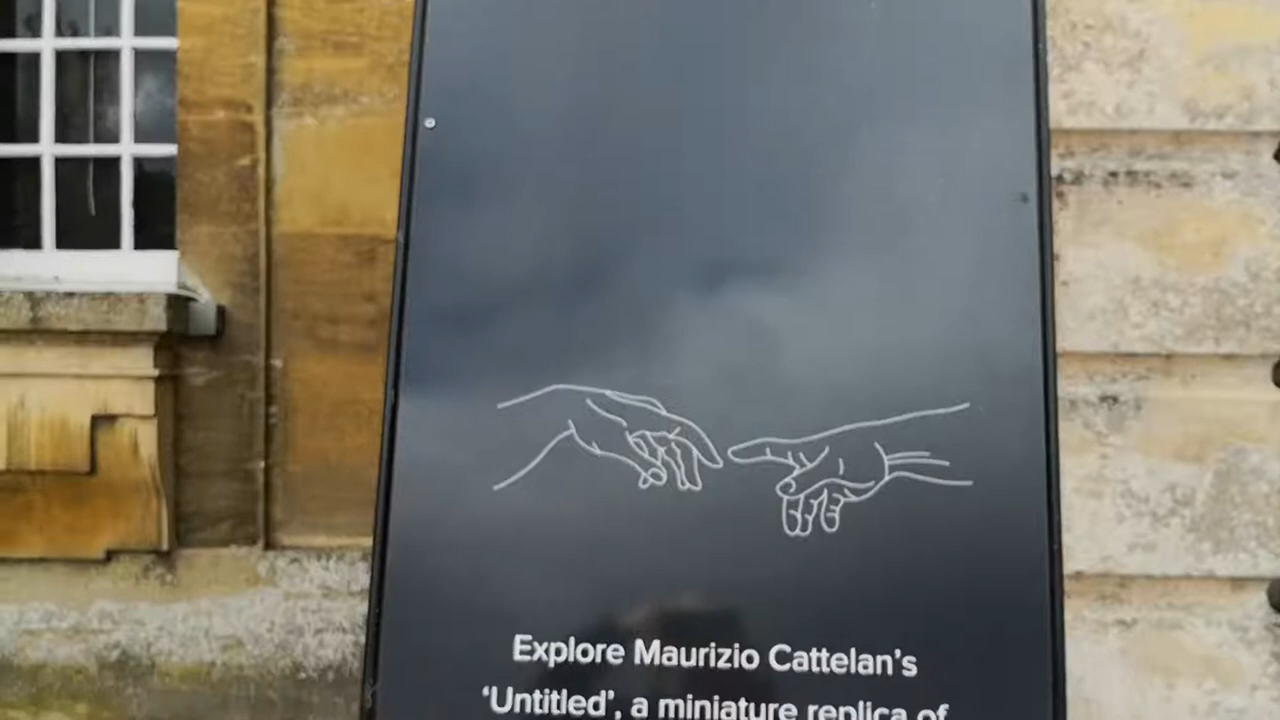 Explore Maurizio Cattelan’s
‘Untitled’, a miniature replica of